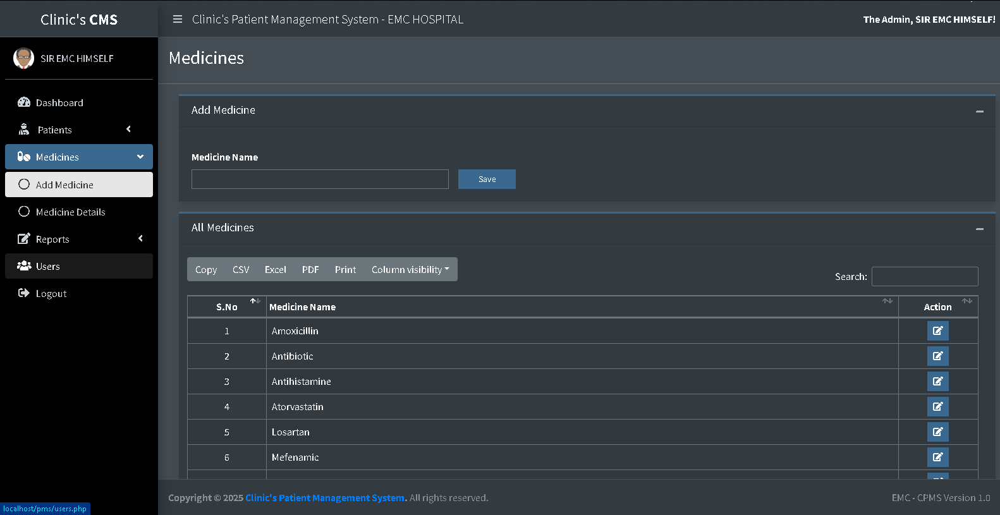 Clinic's CMS
Clinic's Patient Management System - EMC HOSPITAL
The Admin, SIR EMC HIMSELF!
SIR EMC HIMSELF
Dashboard
Patients
Medicines
Add Medicine
Medicine Details
Reports
Users
Logout
Medicines
Add Medicine
Medicine Name
Save
All Medicines
Copy CSV Excel PDF Print Column visibility
Search:
S.No Medicine Name Action
1 Amoxicillin
2 Antibiotic
3 Antihistamine
4 Atorvastatin
5 Losartan
6 Mefenamic
Copyright © 2025 Clinic's Patient Management System. All rights reserved.
EMC - CPMS Version 1.0
localhost/pms/users.php